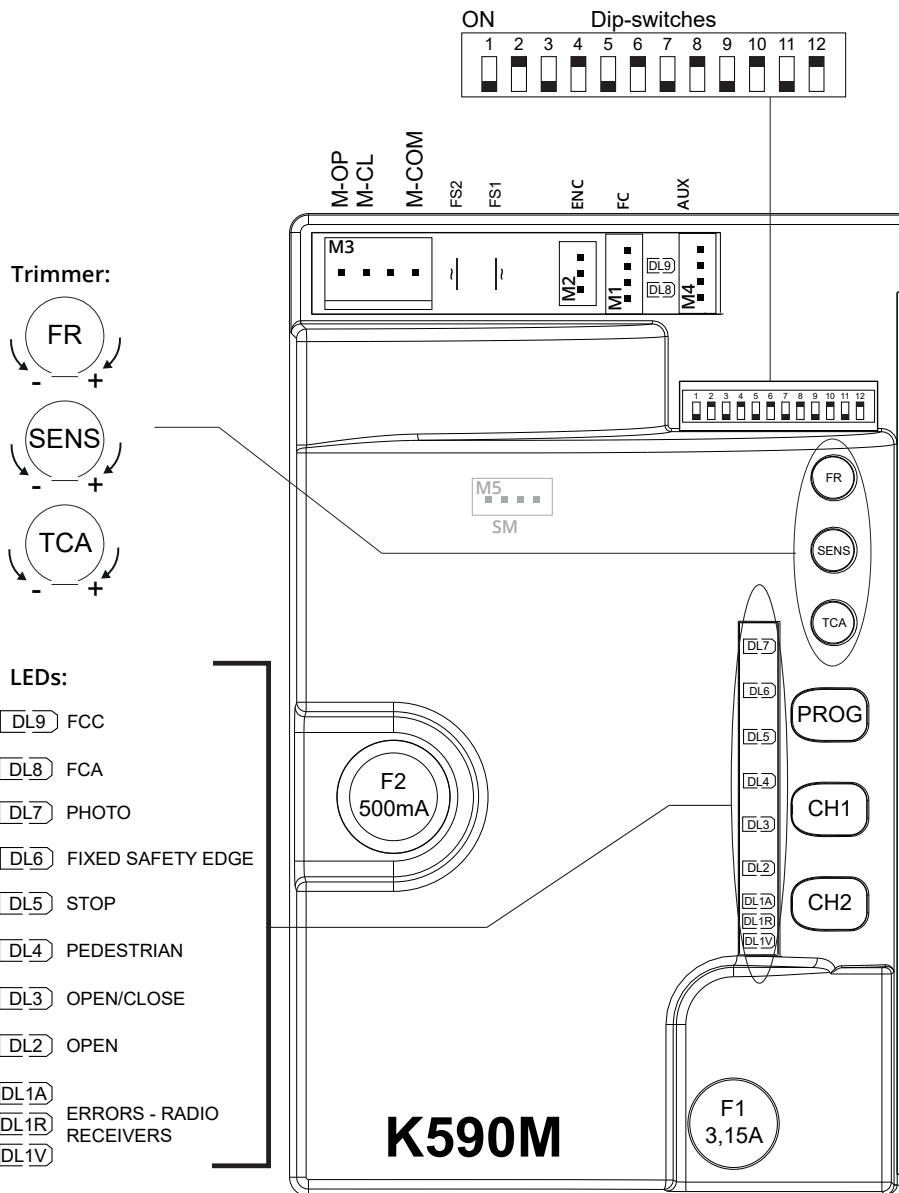 ON Dip-switches
1 2 3 4 5 6 7 8 9 10 11 12
M-OP
M-CL
M-COM
FS2
FS1
ENC
FC
AUX
M3
~
~
M2
M1
DL9
DL8
M4
1 2 3 4 5 6 7 8 9 10 11 12
Trimmer:
FR
- +
SENS
- +
TCA
- +
M5
SM
FR
SENS
TCA
LEDs:
DL9 FCC
DL8 FCA
DL7 PHOTO
DL6 FIXED SAFETY EDGE
DL5 STOP
DL4 PEDESTRIAN
DL3 OPEN/CLOSE
DL2 OPEN
DL1A
DL1R
DL1V
ERRORS - RADIO
RECEIVERS
F2
500mA
DL7
DL6
DL5
DL4
DL3
DL2
DL1A
DL1R
DL1V
PROG
CH1
CH2
K590M
F1
3,15A